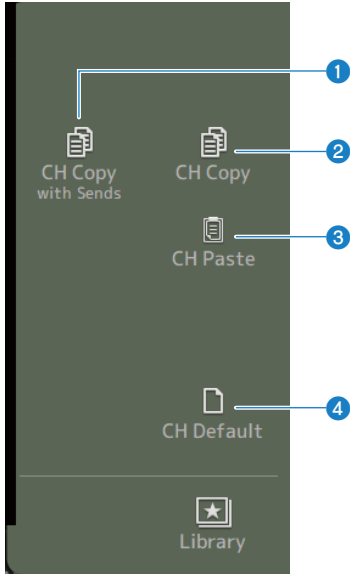 1
CH Copy
with Sends
CH Copy
2
CH Paste
3
CH Default
4
Library